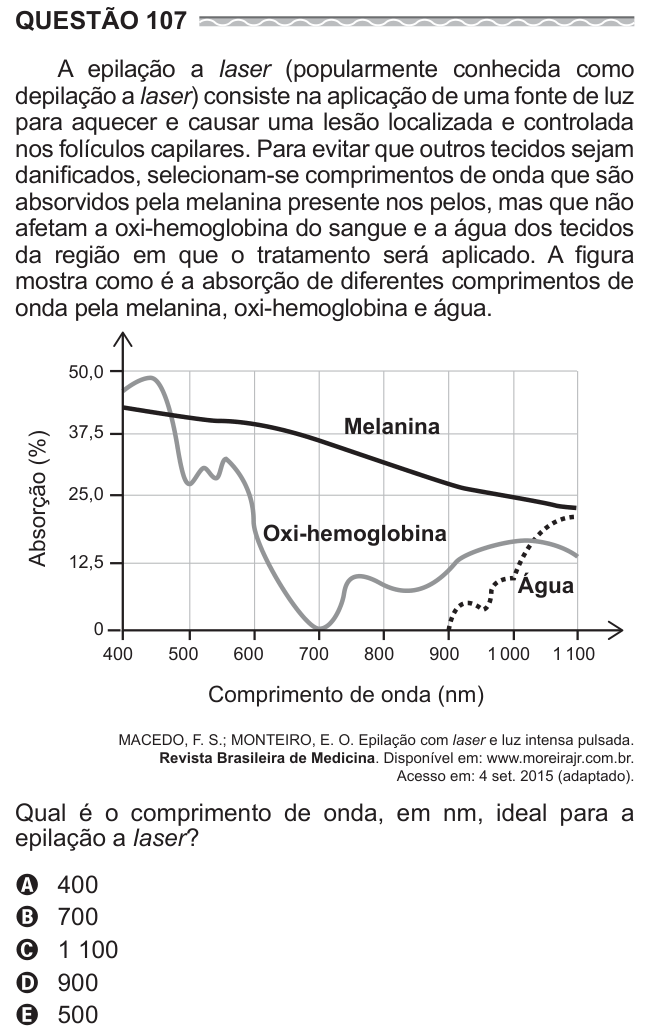 QUESTÃO 107
A epilação a laser (popularmente conhecida como
depilação a laser) consiste na aplicação de uma fonte de luz
para aquecer e causar uma lesão localizada e controlada
nos folículos capilares. Para evitar que outros tecidos sejam
danificados, selecionam-se comprimentos de onda que são
absorvidos pela melanina presente nos pelos, mas que não
afetam a oxi-hemoglobina do sangue e a água dos tecidos
da região em que o tratamento será aplicado. A figura
mostra como é a absorção de diferentes comprimentos de
onda pela melanina, oxi-hemoglobina e água.
Absorção (%)
50,0
37,5
25,0
12,5
0
Melanina
Oxi-hemoglobina
Água
400 500 600 700 800 900 1 000 1 100
Comprimento de onda (nm)
MACEDO, F. S.; MONTEIRO, E. O. Epilação com laser e luz intensa pulsada.
Revista Brasileira de Medicina. Disponível em: www.moreirajr.com.br.
Acesso em: 4 set. 2015 (adaptado).
Qual é o comprimento de onda, em nm, ideal para a
epilação a laser?
A 400
B 700
C 1 100
D 900
E 500